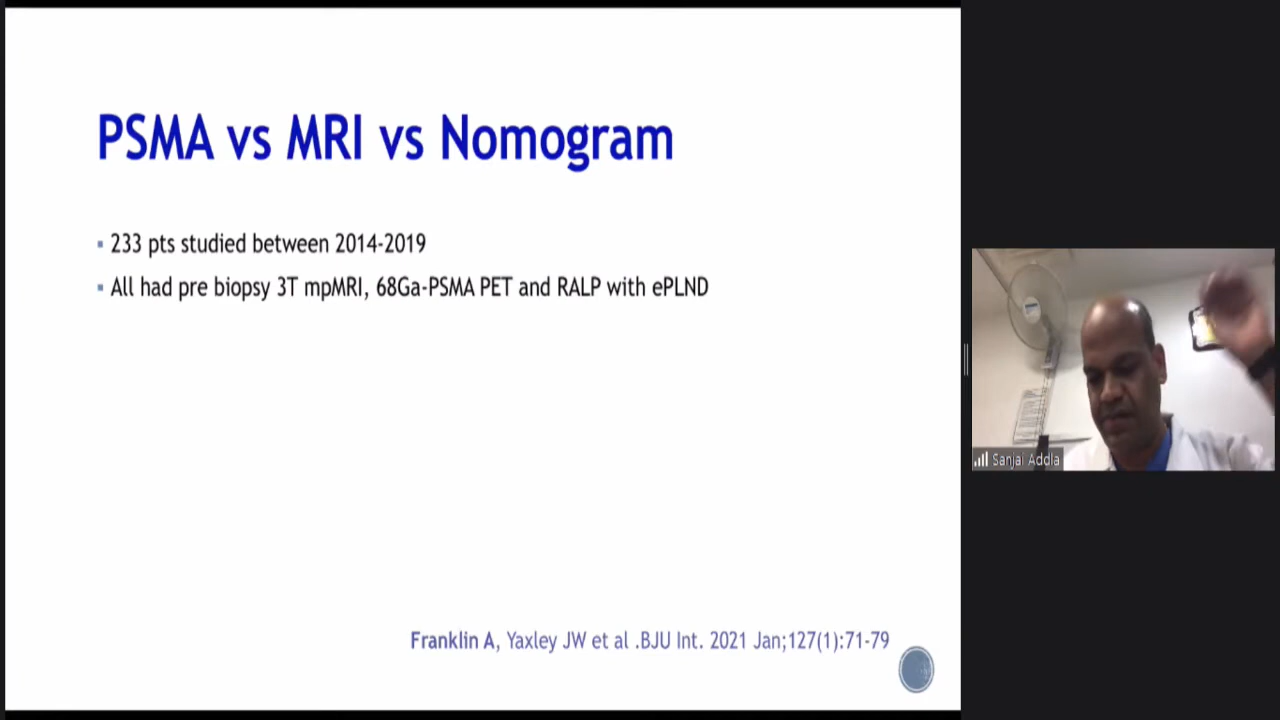 PSMA vs MRI vs Nomogram
▪ 233 pts studied between 2014-2019
▪ All had pre biopsy 3T mpMRI, 68Ga-PSMA PET and RALP with ePLND
Franklin A, Yaxley JW et al .BJU Int. 2021 Jan;127(1):71-79
Sanjai Addla